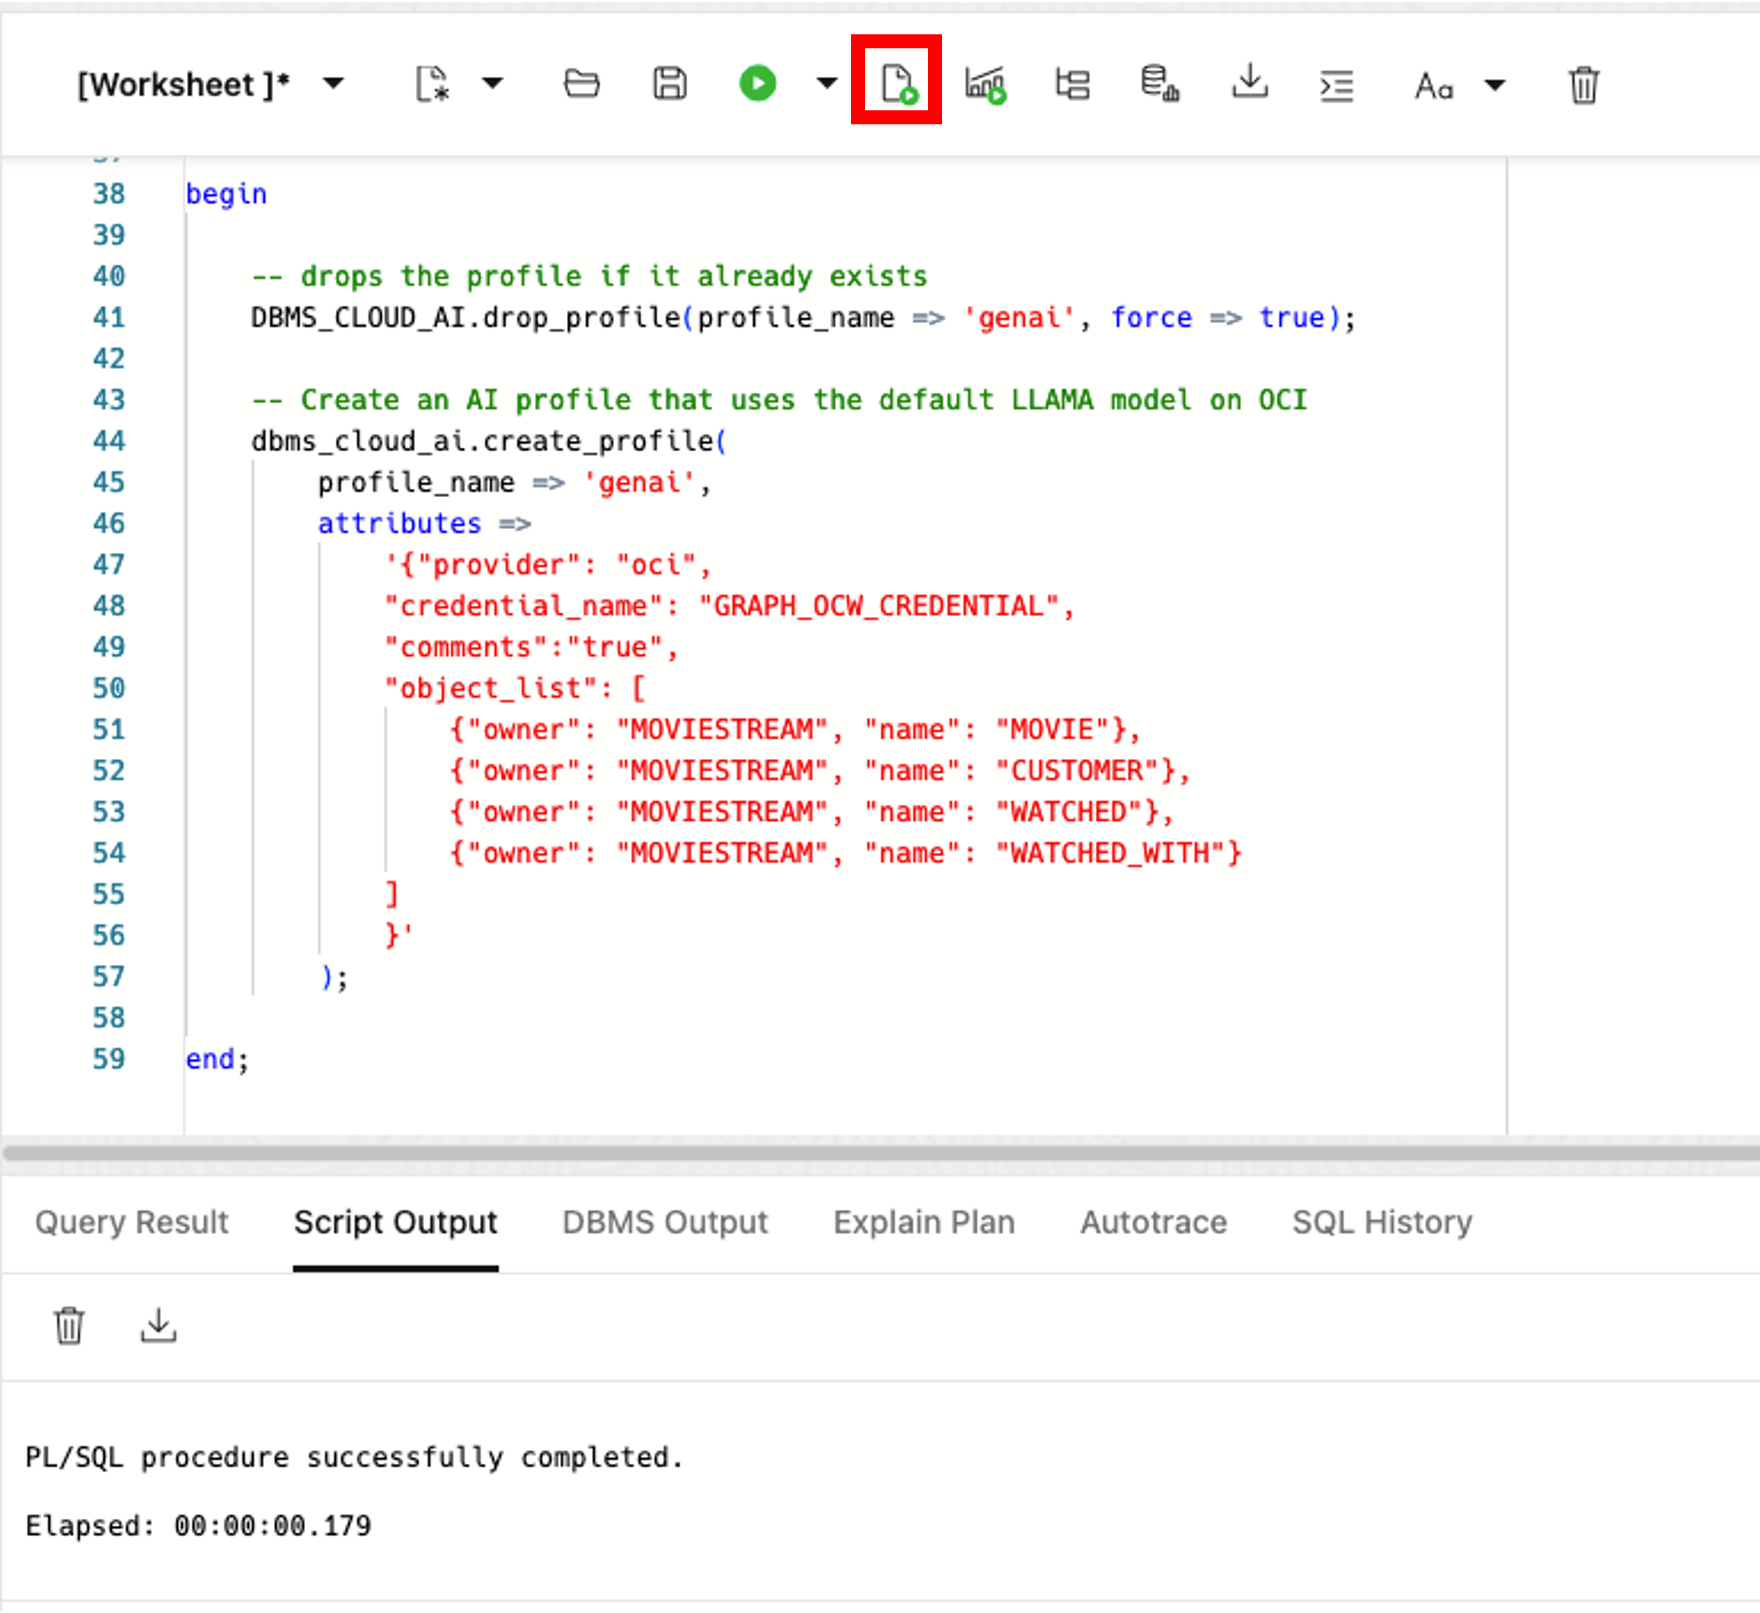 [Worksheet ]*
Aa
37
38 begin
39
40 -- drops the profile if it already exists
41 DBMS_CLOUD_AI.drop_profile(profile_name => 'genai', force => true);
42
43 -- Create an AI profile that uses the default LLAMA model on OCI
44 dbms_cloud_ai.create_profile(
45 profile_name => 'genai',
46 attributes =>
47 '{"provider": "oci",
48 "credential_name": "GRAPH_OCW_CREDENTIAL",
49 "comments":"true",
50 "object_list": [
51 {"owner": "MOVIESTREAM", "name": "MOVIE"},
52 {"owner": "MOVIESTREAM", "name": "CUSTOMER"},
53 {"owner": "MOVIESTREAM", "name": "WATCHED"},
54 {"owner": "MOVIESTREAM", "name": "WATCHED_WITH"}
55 ]
56 }'
57 );
58
59 end;
Query Result Script Output DBMS Output Explain Plan Autotrace SQL History
PL/SQL procedure successfully completed.
Elapsed: 00:00:00.179